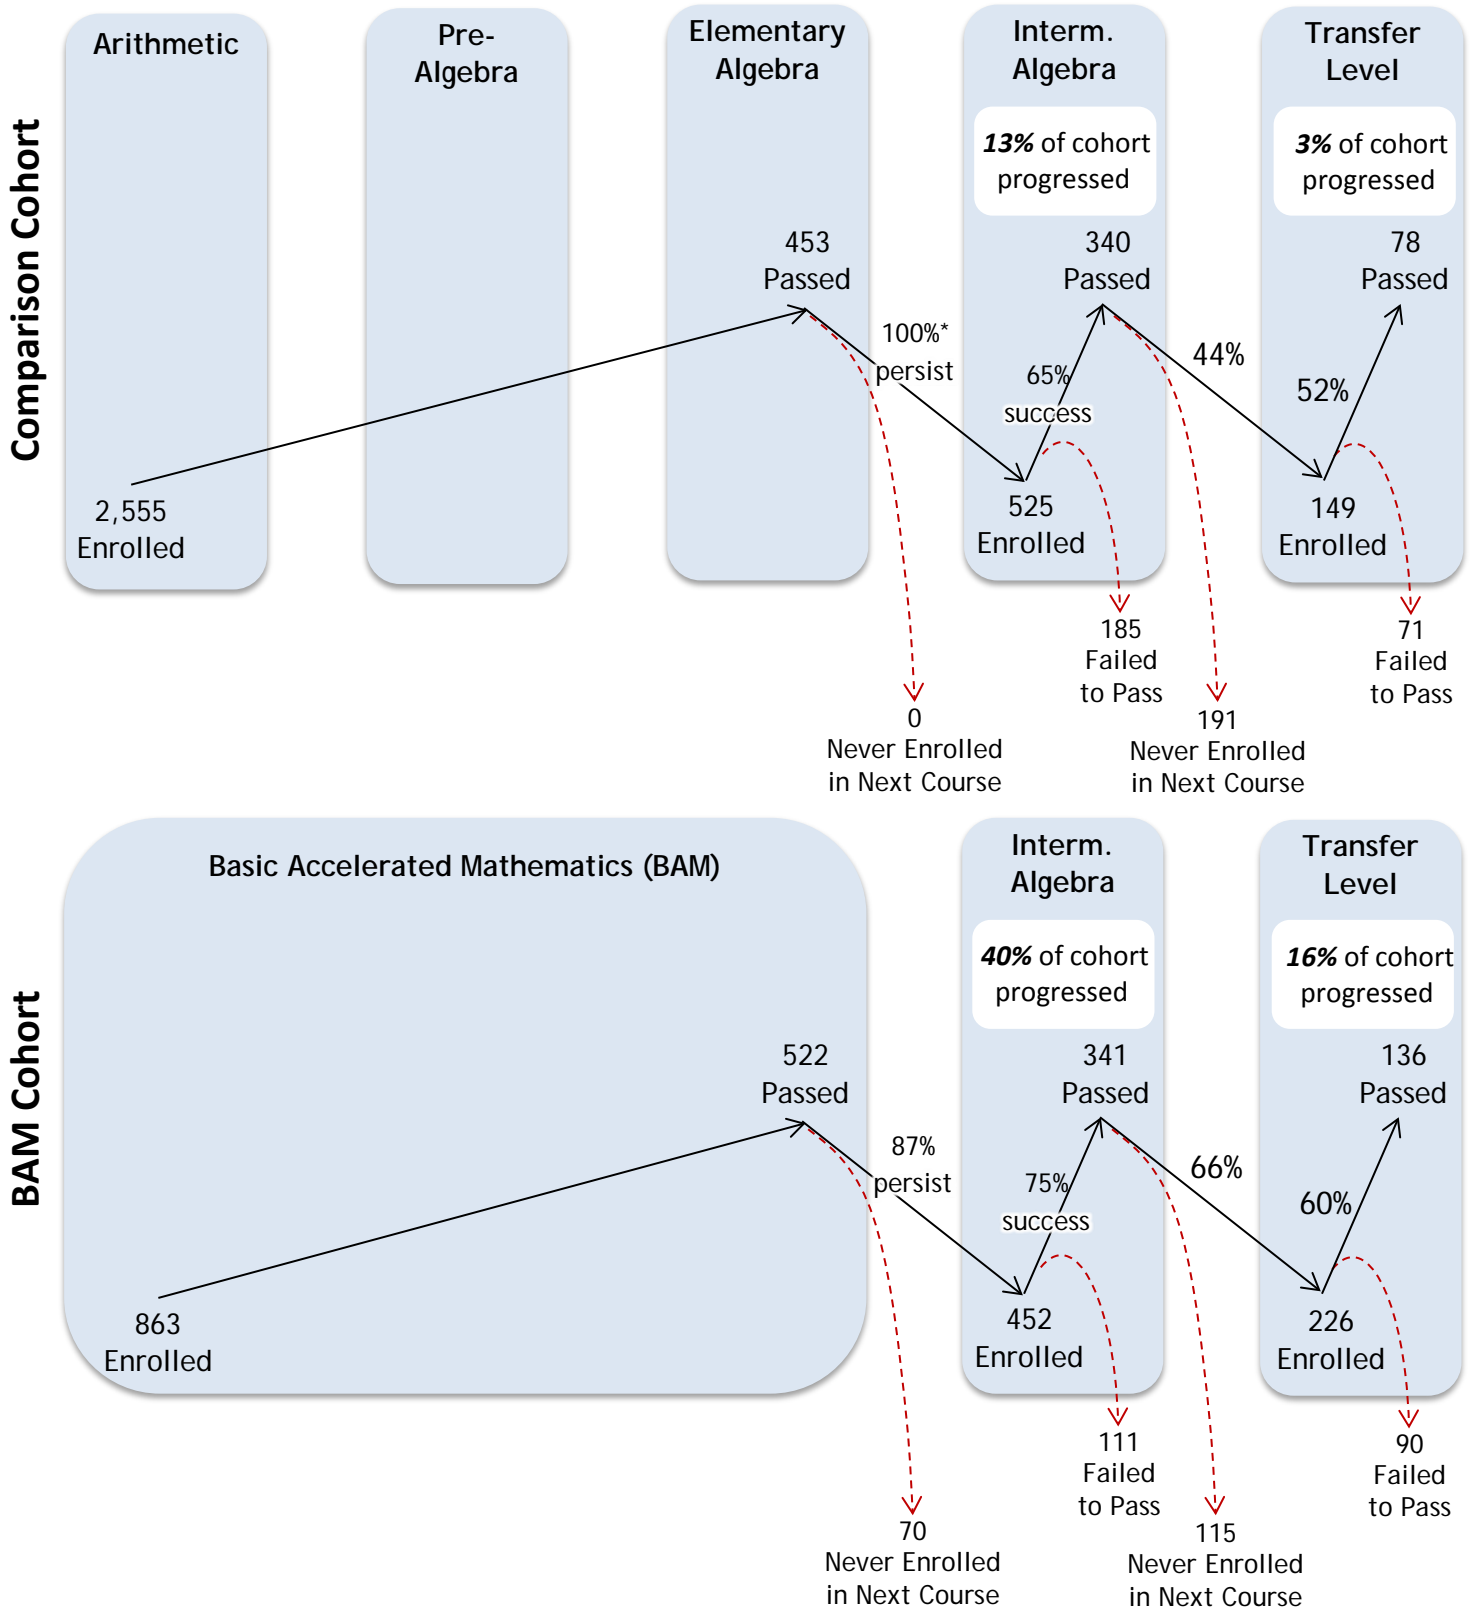 Comparison Cohort
Arithmetic
Pre-
Algebra
Elementary
Algebra
Interm.
Algebra
Transfer
Level
13% of cohort
progressed
3% of cohort
progressed
453
Passed
340
Passed
78
Passed
100%*
persist
65%
success
44%
52%
2,555
Enrolled
525
Enrolled
149
Enrolled
185
Failed
to Pass
71
Failed
to Pass
0
Never Enrolled
in Next Course
191
Never Enrolled
in Next Course
BAM Cohort
Basic Accelerated Mathematics (BAM)
Interm.
Algebra
Transfer
Level
40% of cohort
progressed
16% of cohort
progressed
522
Passed
341
Passed
136
Passed
87%
persist
75%
success
66%
60%
863
Enrolled
452
Enrolled
226
Enrolled
111
Failed
to Pass
90
Failed
to Pass
70
Never Enrolled
in Next Course
115
Never Enrolled
in Next Course